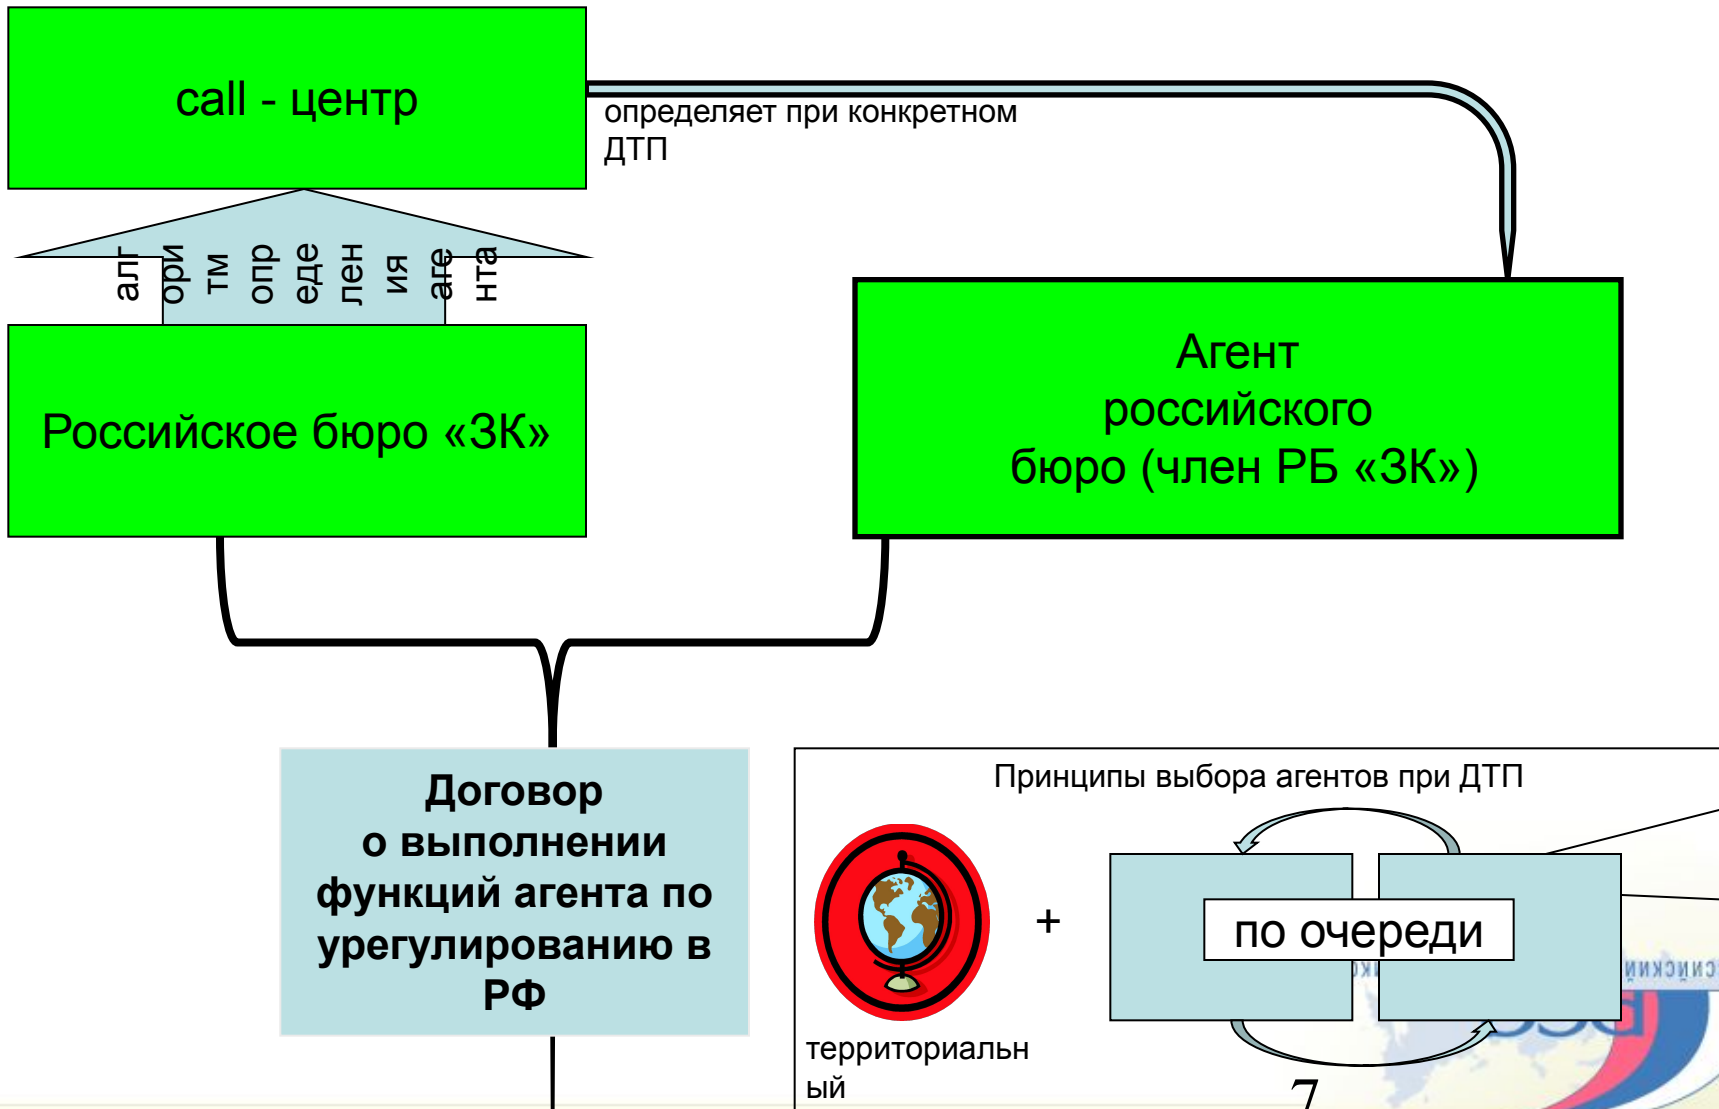 call - центр
определяет при конкретном
ДТП
алг
ори
тм
опр
еде
лен
ия
аге
нта
Российское бюро «ЗК»
Агент
российского
бюро (член РБ «ЗК»)
Договор
о выполнении
функций агента по
урегулированию в
РФ
Принципы выбора агентов при ДТП
+
по очереди
территориальн
ый
7